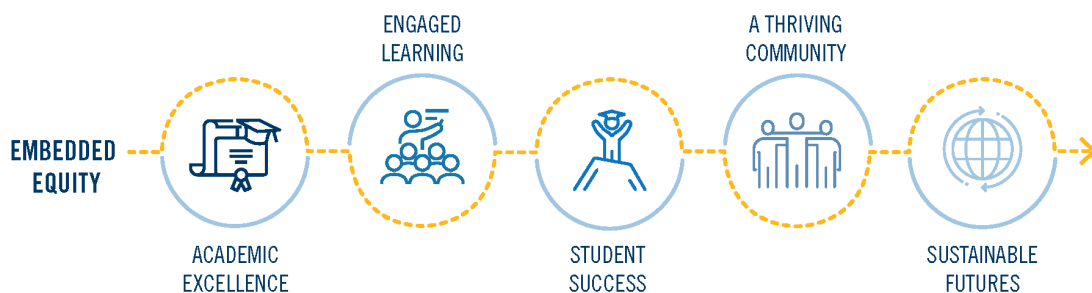 EMBEDDED
EQUITY
ACADEMIC
EXCELLENCE
ENGAGED
LEARNING
STUDENT
SUCCESS
A THRIVING
COMMUNITY
SUSTAINABLE
FUTURES